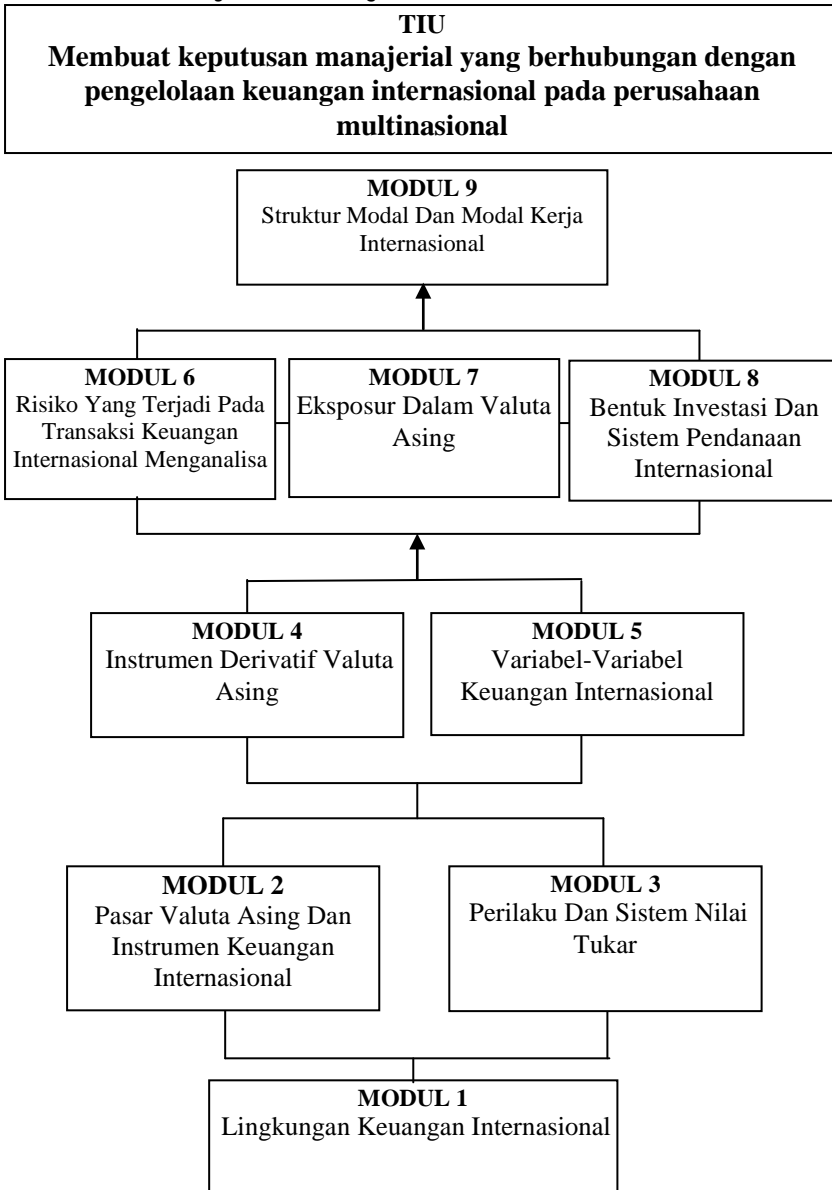 TIU
Membuat keputusan manajerial yang berhubungan dengan
pengelolaan keuangan internasional pada perusahaan
multinasional
MODUL 9
Struktur Modal Dan Modal Kerja
Internasional
MODUL 6
Risiko Yang Terjadi Pada
Transaksi Keuangan
Internasional Menganalisa
MODUL 7
Eksposur Dalam Valuta
Asing
MODUL 8
Bentuk Investasi Dan
Sistem Pendanaan
Internasional
MODUL 4
Instrumen Derivatif Valuta
Asing
MODUL 5
Variabel-Variabel
Keuangan Internasional
MODUL 2
Pasar Valuta Asing Dan
Instrumen Keuangan
Internasional
MODUL 3
Perilaku Dan Sistem Nilai
Tukar
MODUL 1
Lingkungan Keuangan Internasional